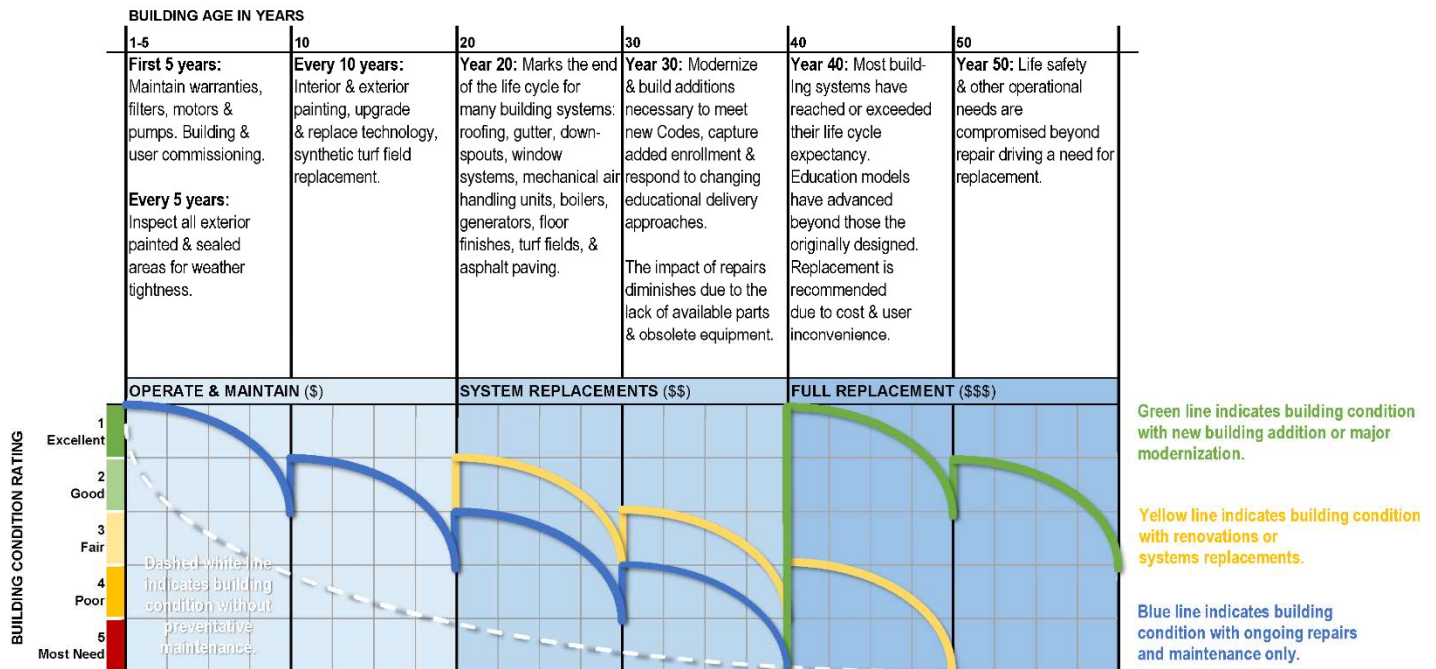 BUILDING AGE IN YEARS
1-5
10
20
30
40
50
First 5 years:
Maintain warranties,
filters, motors &
pumps. Building &
user commissioning.
Every 5 years:
Inspect all exterior
painted & sealed
areas for weather
tightness.
Every 10 years:
Interior & exterior
painting, upgrade
& replace technology,
synthetic turf field
replacement.
Year 20: Marks the end
of the life cycle for
many building systems:
roofing, gutter, down-
spouts, window
systems, mechanical air
handling units, boilers,
generators, floor
finishes, turf fields, &
asphalt paving.
Year 30: Modernize
& build additions
necessary to meet
new Codes, capture
added enrollment &
respond to changing
educational delivery
approaches.
The impact of repairs
diminishes due to the
lack of available parts
& obsolete equipment.
Year 40: Most build-
ing systems have
reached or exceeded
their life cycle
expectancy.
Education models
have advanced
beyond those the
originally designed.
Replacement is
recommended
due to cost & user
inconvenience.
Year 50: Life safety
& other operational
needs are
compromised beyond
repair driving a need for
replacement.
OPERATE & MAINTAIN ($)
SYSTEM REPLACEMENTS ($$)
FULL REPLACEMENT ($$$)
BUILDING CONDITION RATING
1
Excellent
2
Good
3
Fair
4
Poor
5
Most Need
Dashed white line
indicates building
condition without
preventative
maintenance.
Green line indicates building condition
with new building addition or major
modernization.
Yellow line indicates building condition
with renovations or
systems replacements.
Blue line indicates building
condition with ongoing repairs
and maintenance only.